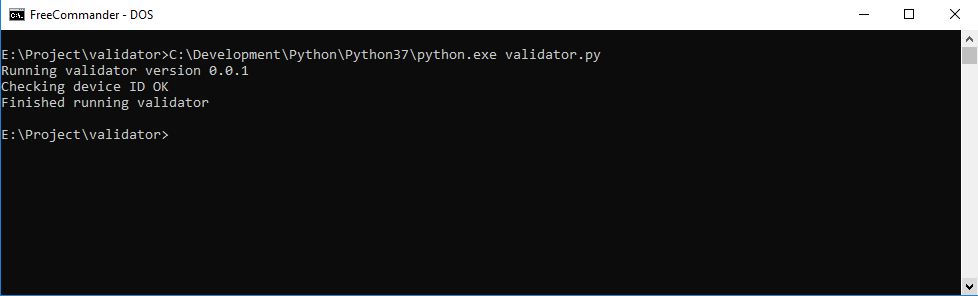 C:\. FreeCommander - DOS
E:\Project\validator>C:\Development\Python\Python37\python.exe validator.py
Running validator version 0.0.1
Checking device ID OK
Finished running validator
E:\Project\validator>